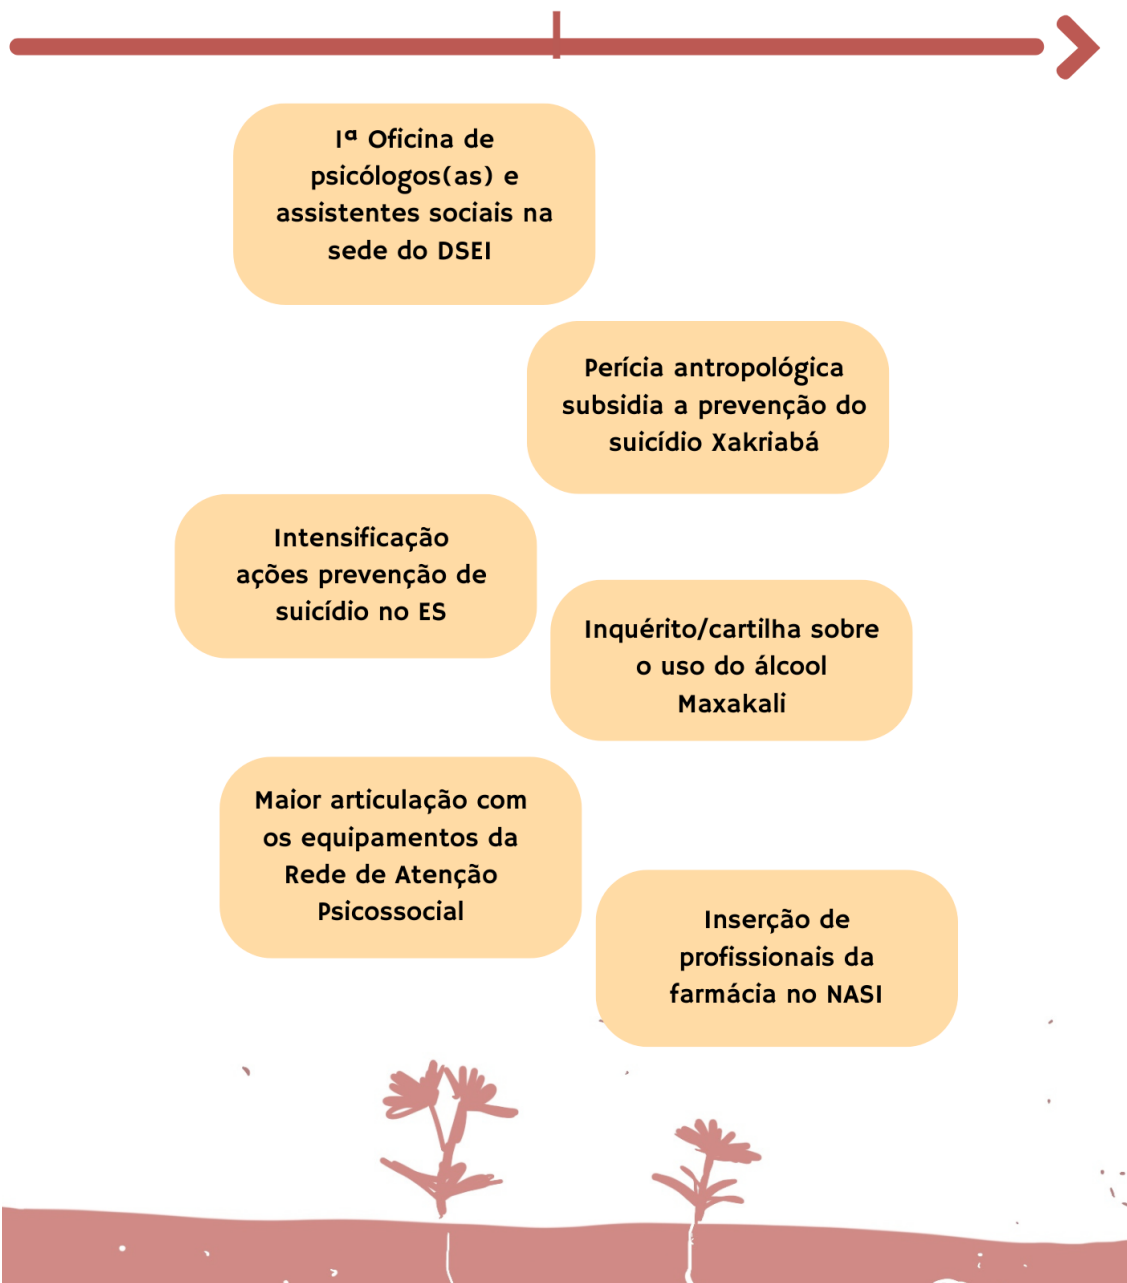 1ª Oficina de
psicólogos(as) e
assistentes sociais na
sede do DSEI
Perícia antropológica
subsidia a prevenção do
suicídio Xakriabá
Intensificação
ações prevenção de
suicídio no ES
Inquérito/cartilha sobre
o uso do álcool
Maxakali
Maior articulação com
os equipamentos da
Rede de Atenção
Psicossocial
Inserção de
profissionais da
farmácia no NASI